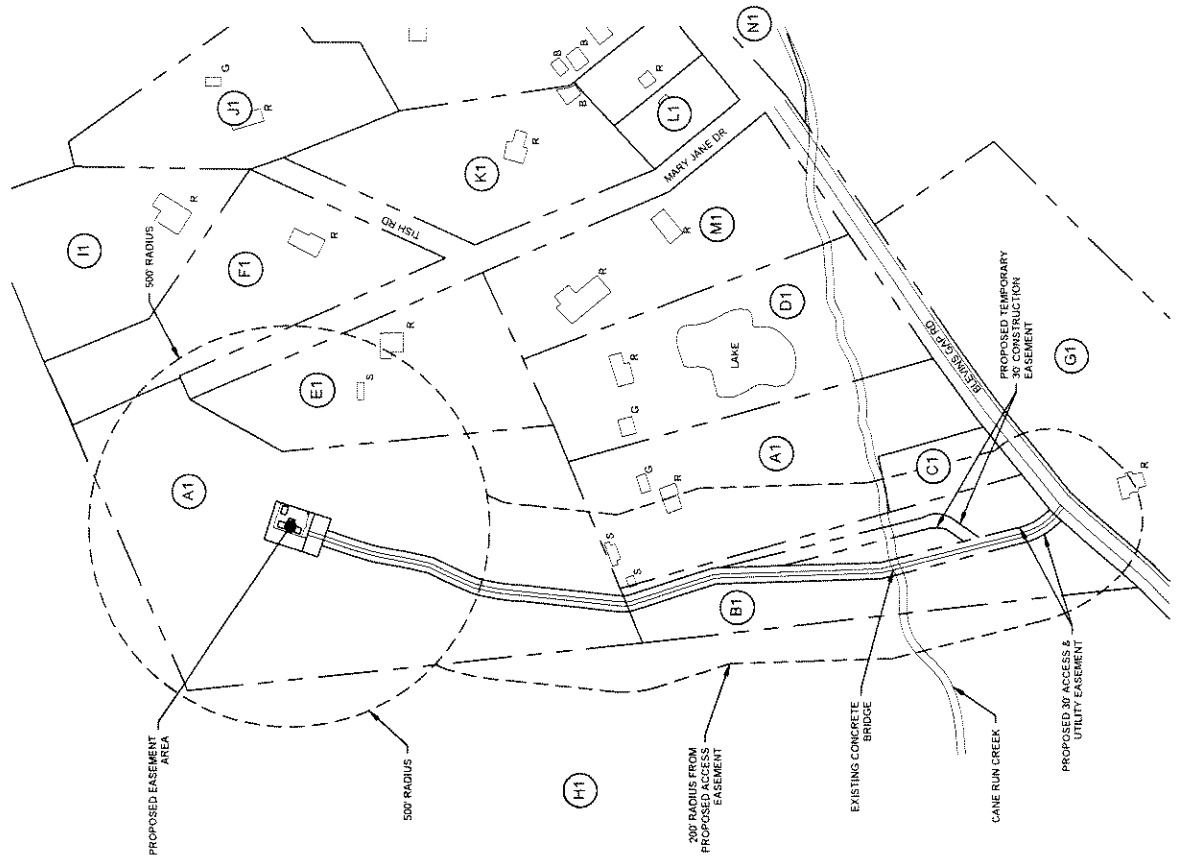 N1
J1
G
R
B
B
B
R
L1
K1
R
MARY JANE DR
I1
R
500' RADIUS
F1
R
TISH RD
M1
R
R
E1
S
R
D1
LAKE
R
G
BLEVINS GAP RD
PROPOSED TEMPORARY
30' CONSTRUCTION
EASEMENT
G1
A1
A1
G
R
C1
R
S
S
B1
PROPOSED EASEMENT
AREA
500' RADIUS
H1
200' RADIUS FROM
PROPOSED ACCESS
EASEMENT
EXISTING CONCRETE
BRIDGE
CANE RUN CREEK
PROPOSED 30' ACCESS &
UTILITY EASEMENT